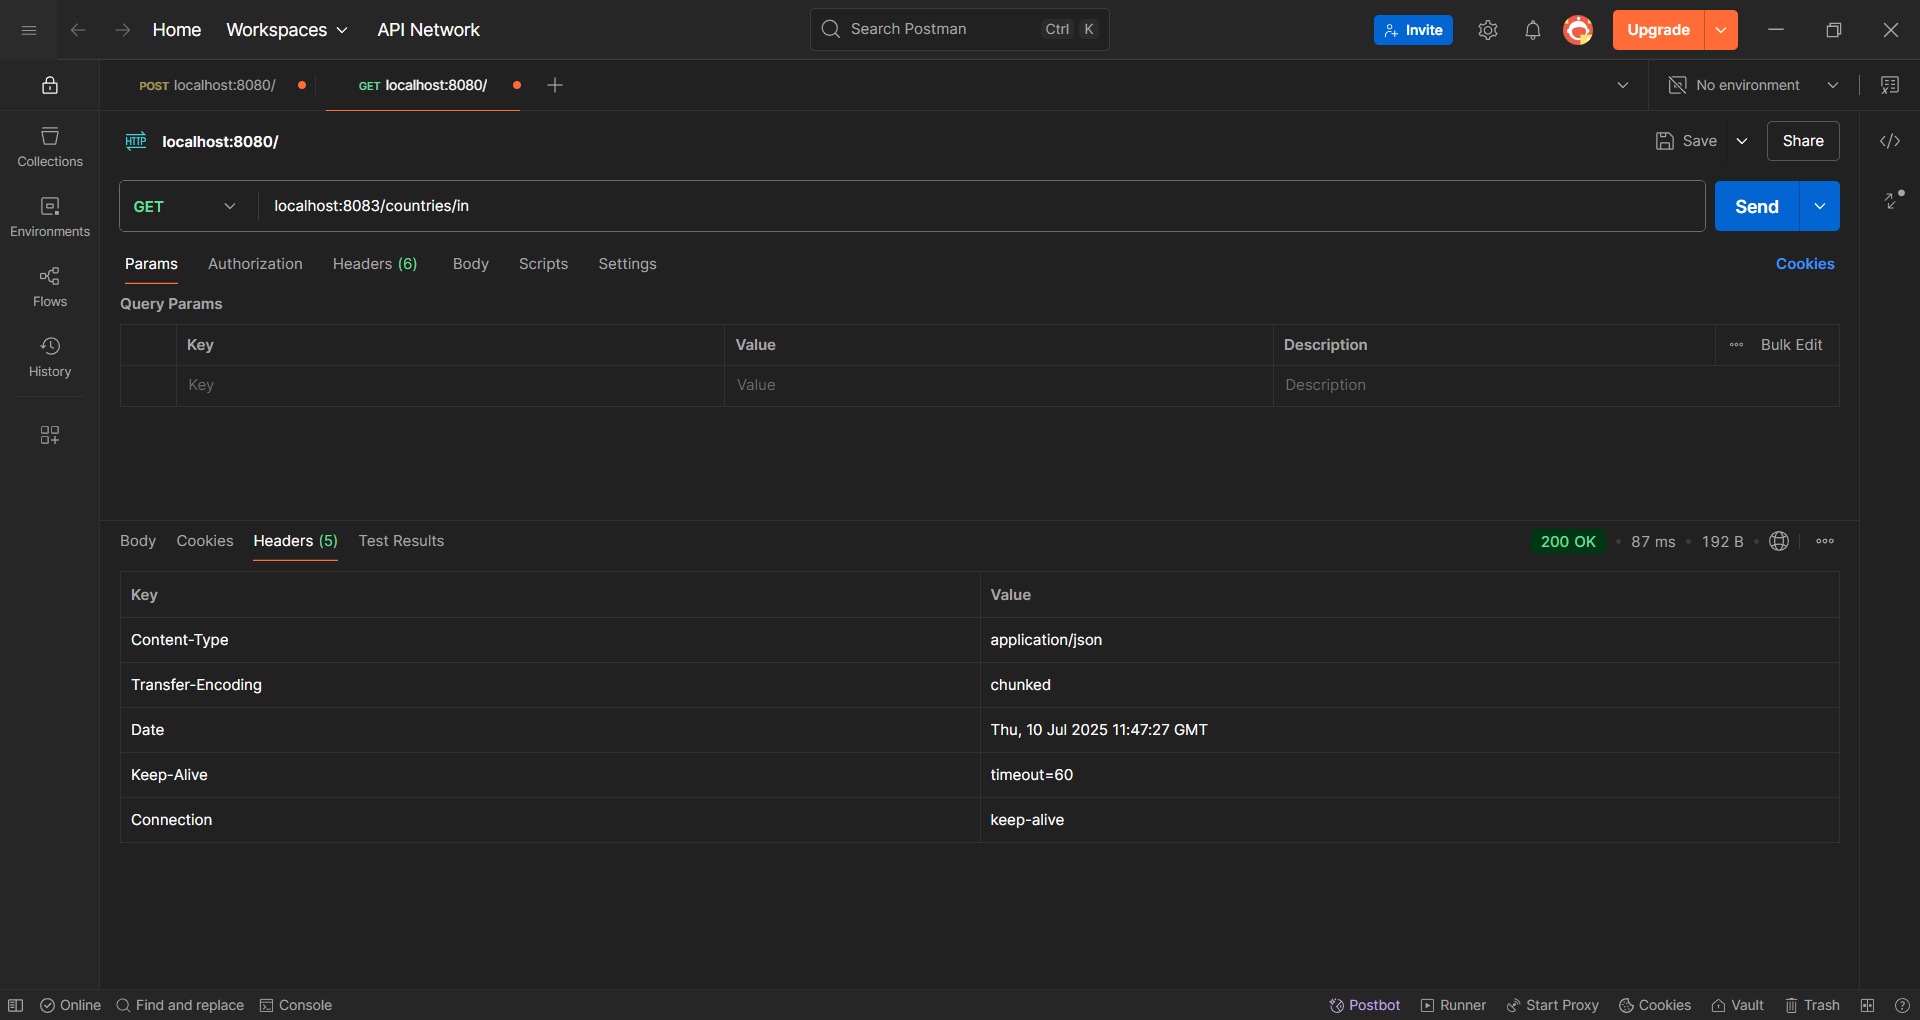 Home Workspaces API Network Search Postman Ctrl K Invite Upgrade
POST localhost:8080/ GET localhost:8080/ No environment
HTTP localhost:8080/ Save Share
GET localhost:8083/countries/in Send
Collections
Environments
Flows
History
Params Authorization Headers (6) Body Scripts Settings Cookies
Query Params
Key Value Description Bulk Edit
Key Value Description
Body Cookies Headers (5) Test Results 200 OK • 87 ms • 192 B •
Key Value
Content-Type application/json
Transfer-Encoding chunked
Date Thu, 10 Jul 2025 11:47:27 GMT
Keep-Alive timeout=60
Connection keep-alive
Online Find and replace Console Postbot Runner Start Proxy Cookies Vault Trash